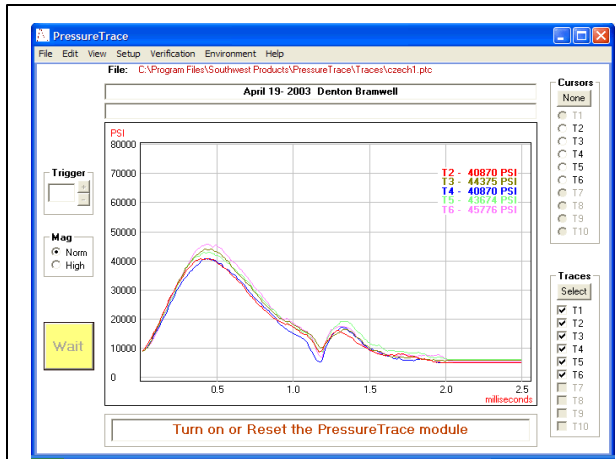 PressureTrace
File Edit View Setup Verification Environment Help
File: C:\Program Files\Southwest Products\PressureTrace\Traces\czech1.ptc
April 19- 2003 Denton Bramwell
Cursors
None
T1
T2
T3
T4
T5
T6
T7
T8
T9
T10
Trigger
+
-
Mag
Norm
High
Wait
PSI
80000
70000
60000
50000
40000
30000
20000
10000
0
T2 - 40870 PSI
T3 - 44375 PSI
T4 - 40870 PSI
T5 - 43674 PSI
T6 - 45776 PSI
0.5 1.0 1.5 2.0 2.5
milliseconds
Traces
Select
T1
T2
T3
T4
T5
T6
T7
T8
T9
T10
Turn on or Reset the PressureTrace module